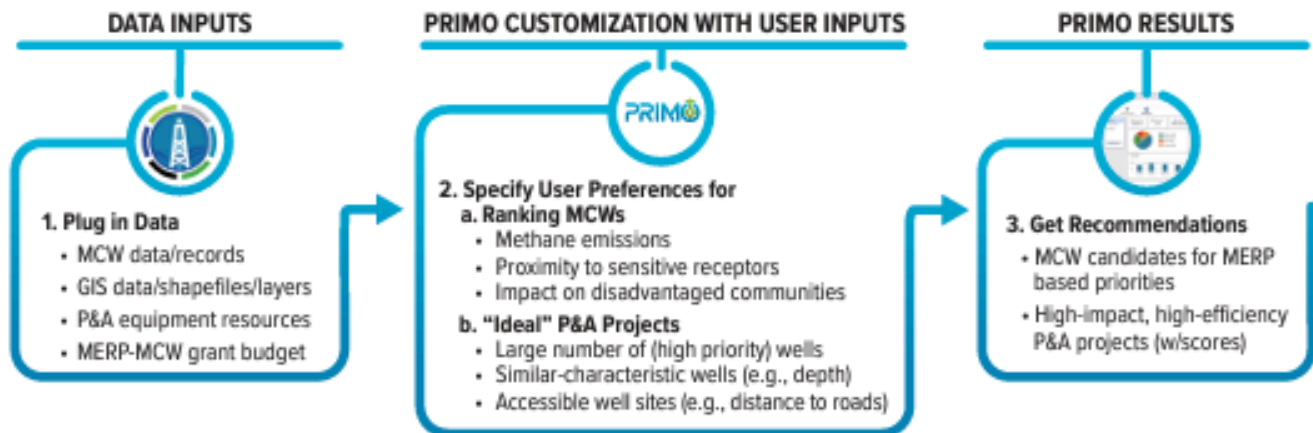 DATA INPUTS
1. Plug in Data
• MCW data/records
• GIS data/shapefiles/layers
• P&A equipment resources
• MERP-MCW grant budget
PRIMO CUSTOMIZATION WITH USER INPUTS
PRIMO
2. Specify User Preferences for
a. Ranking MCWs
• Methane emissions
• Proximity to sensitive receptors
• Impact on disadvantaged communities
b. “Ideal” P&A Projects
• Large number of (high priority) wells
• Similar-characteristic wells (e.g., depth)
• Accessible well sites (e.g., distance to roads)
PRIMO RESULTS
3. Get Recommendations
• MCW candidates for MERP
based priorities
• High-impact, high-efficiency
P&A projects (w/scores)